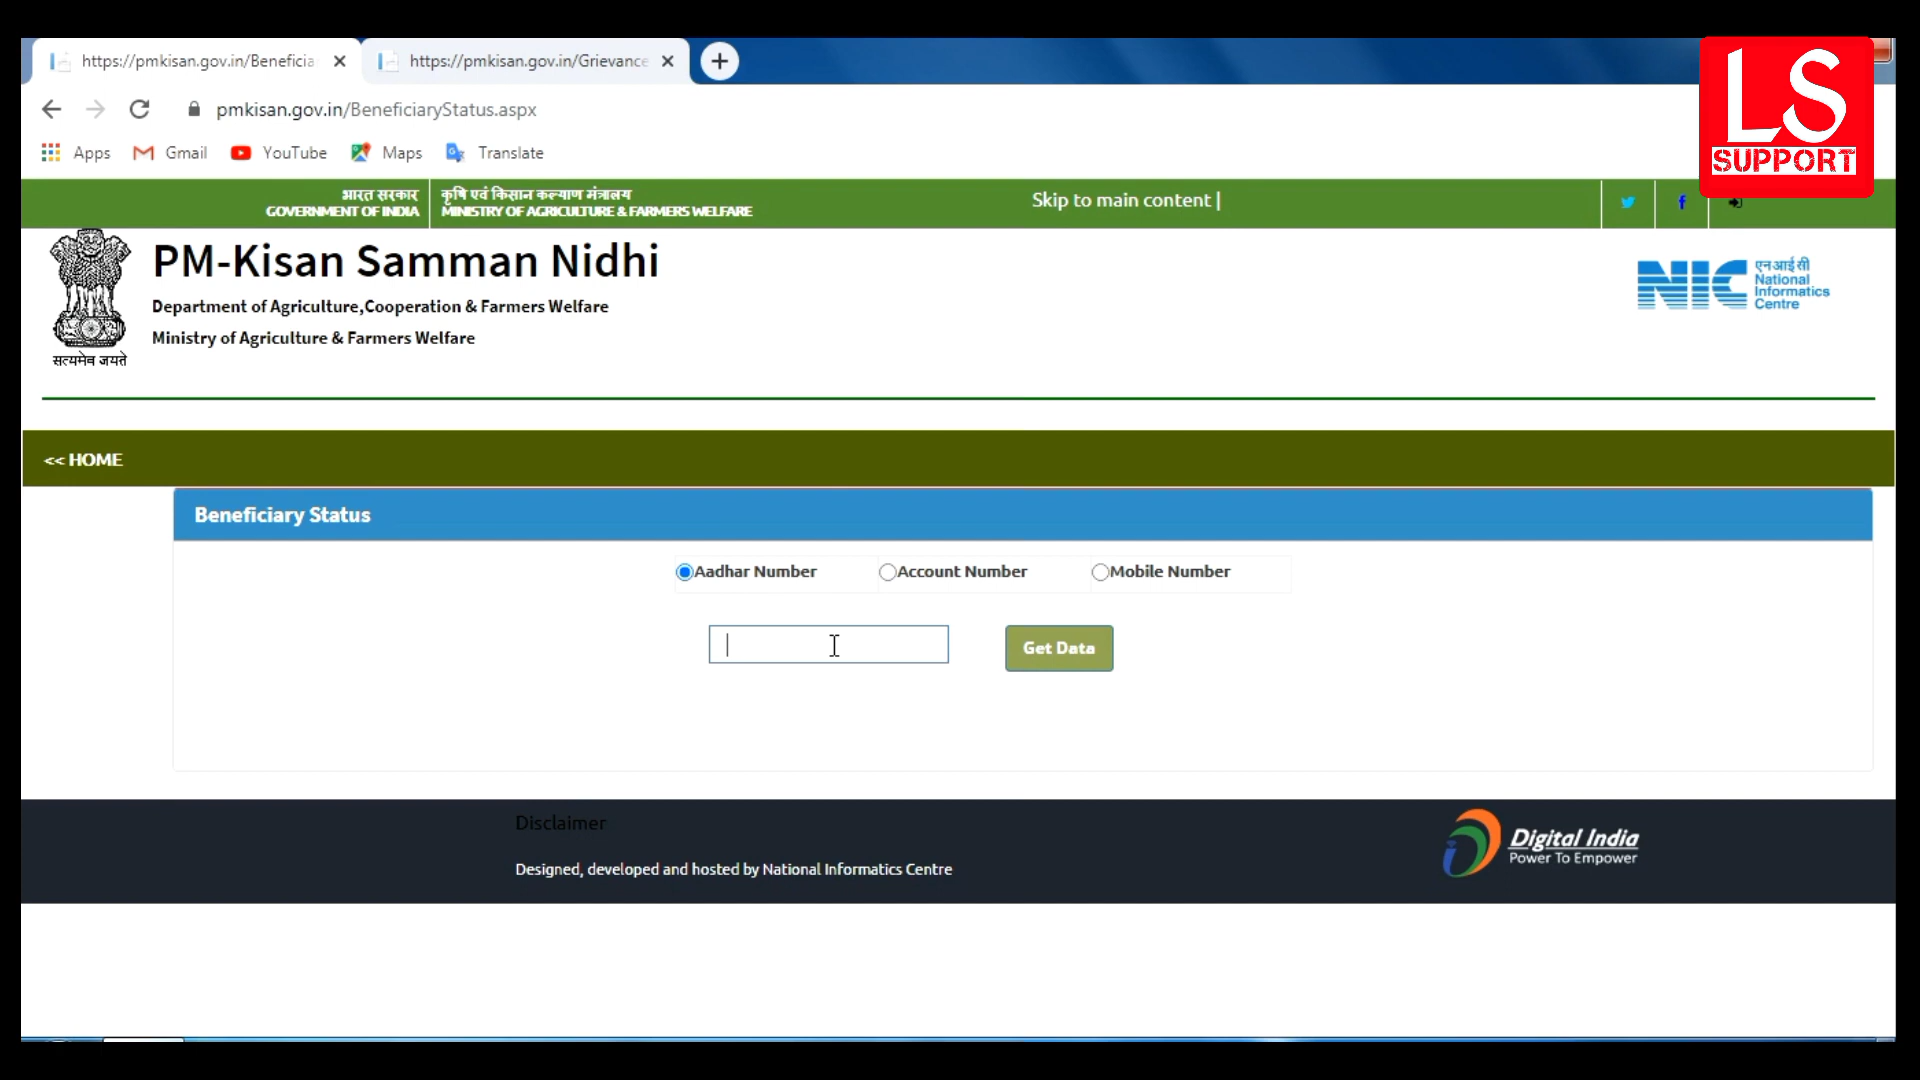 https://pmkisan.gov.in/Beneficia
https://pmkisan.gov.in/Grievance
LS
SUPPORT
pmkisan.gov.in/BeneficiaryStatus.aspx
Apps Gmail YouTube Maps Translate
भारत सरकार
GOVERNMENT OF INDIA
कृषि एवं किसान कल्याण मंत्रालय
MINISTRY OF AGRICULTURE & FARMERS WELFARE
Skip to main content |
PM-Kisan Samman Nidhi
Department of Agriculture,Cooperation & Farmers Welfare
Ministry of Agriculture & Farmers Welfare
सत्यमेव जयते
NIC
एन आई सी
National
Informatics
Centre
<< HOME
Beneficiary Status
Aadhar Number Account Number Mobile Number
Get Data
Disclaimer
Designed, developed and hosted by National Informatics Centre
Digital India
Power To Empower